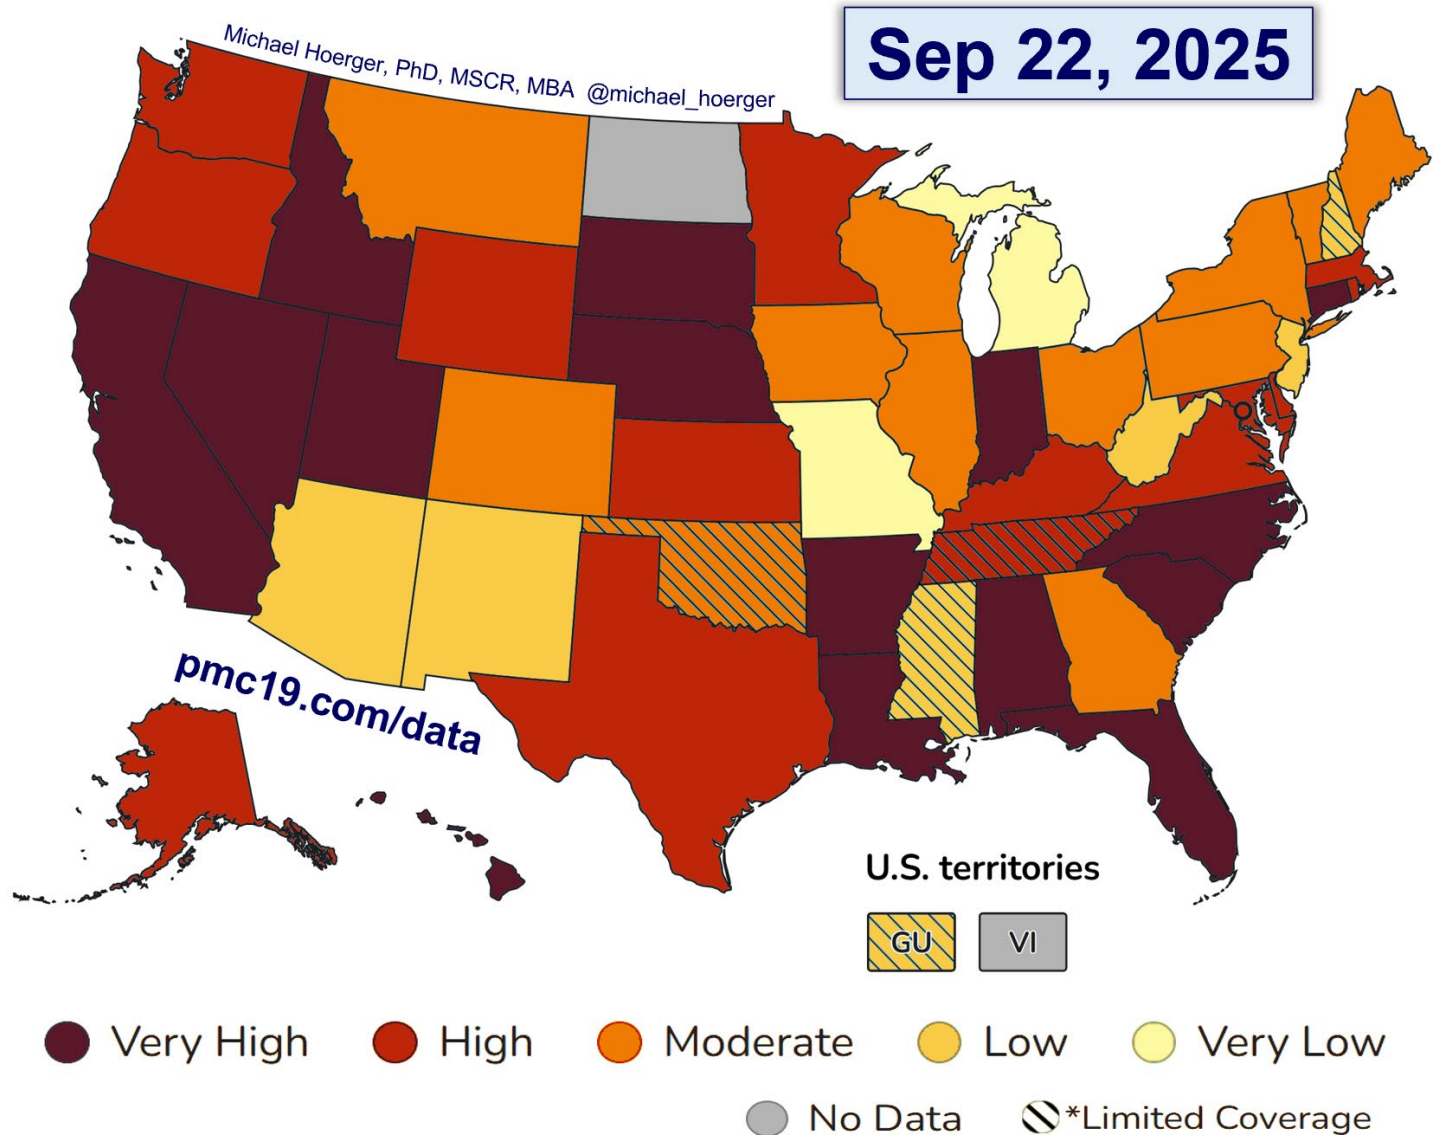 Michael Hoerger, PhD, MSCR, MBA @michael_hoerger
Sep 22, 2025
pmc19.com/data
U.S. territories
GU
VI
Very High
High
Moderate
Low
Very Low
No Data
*Limited Coverage